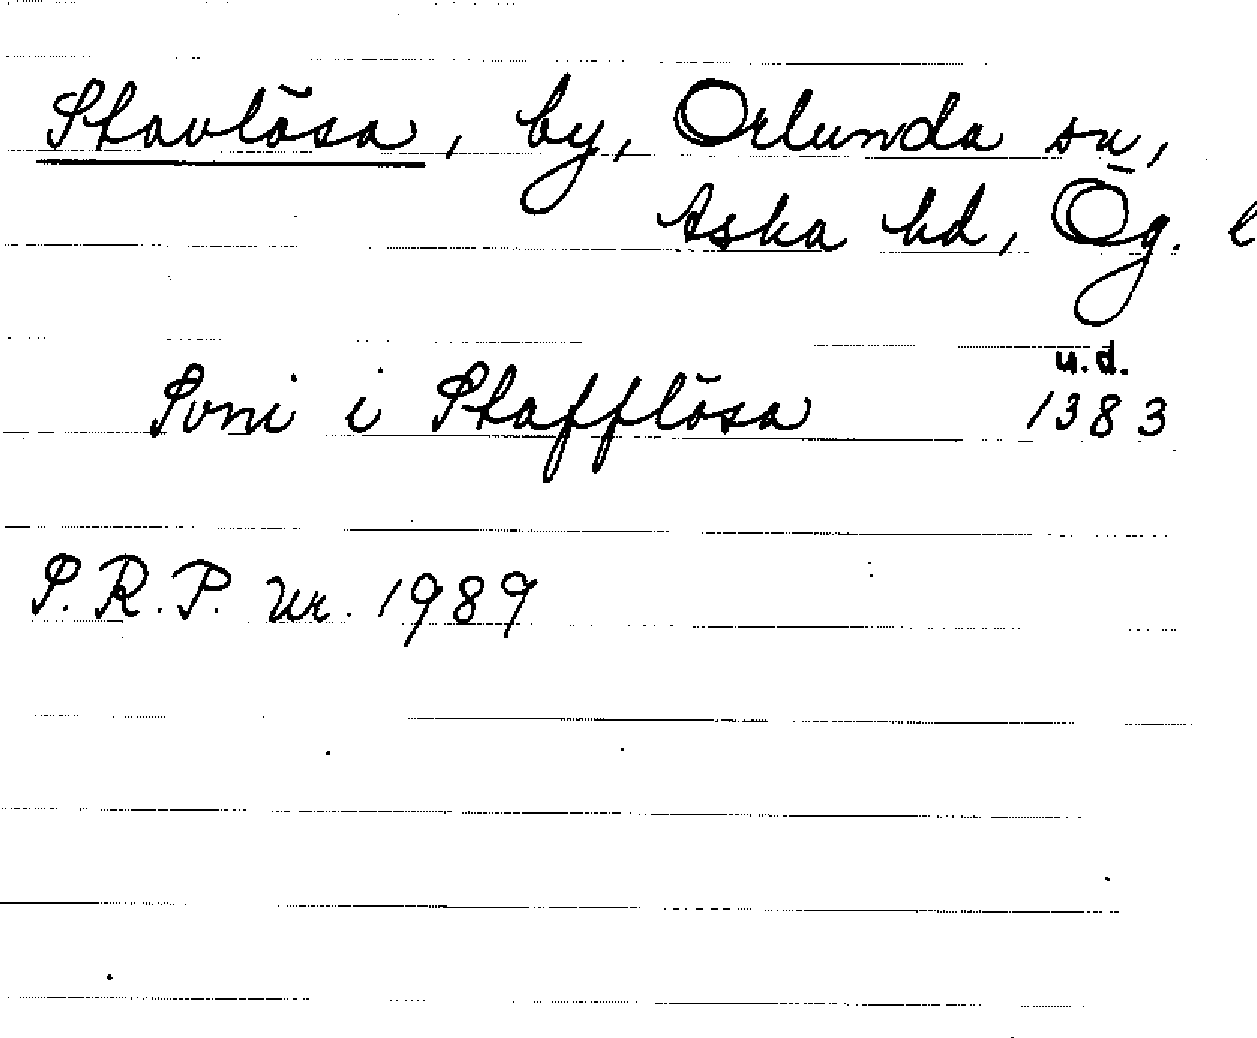 Stavlösa, by, Orlunda sn,
Aska hd, Ög. l
u.d.
Soni i Stafflösa 1383
S.R.P. nr. 1989